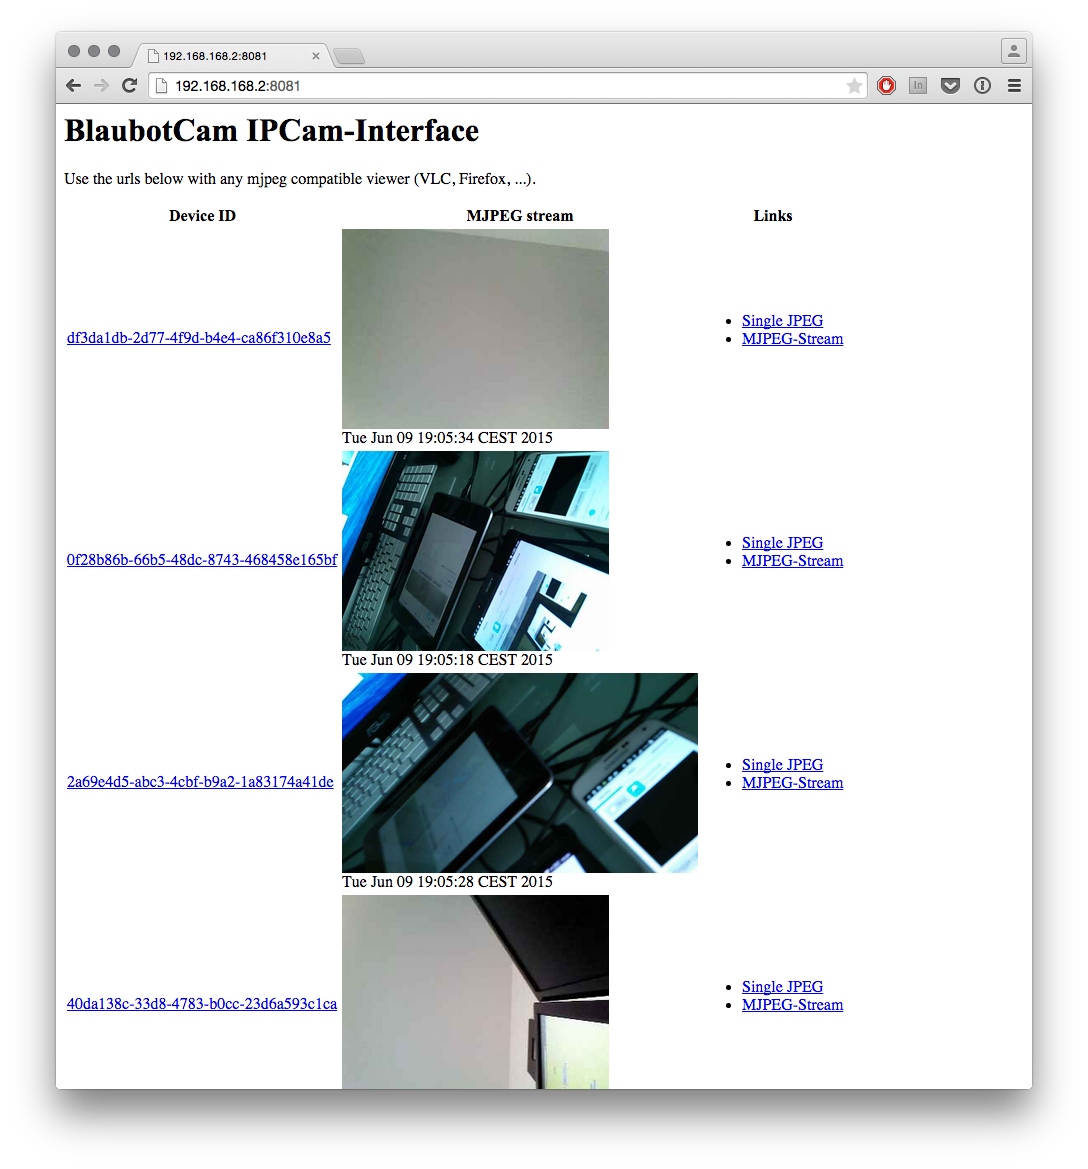 192.168.168.2:8081
192.168.168.2:8081
In
BlaubotCam IPCam-Interface
Use the urls below with any mjpeg compatible viewer (VLC, Firefox, ...).
Device ID MJPEG stream Links
df3da1db-2d77-4f9d-b4e4-ca86f310e8a5
Single JPEG
MJPEG-Stream
Tue Jun 09 19:05:34 CEST 2015
0f28b86b-66b5-48dc-8743-468458e165bf
Single JPEG
MJPEG-Stream
Tue Jun 09 19:05:18 CEST 2015
ASUS
2a69e4d5-abc3-4cbf-b9a2-1a83174a41de
Single JPEG
MJPEG-Stream
Tue Jun 09 19:05:28 CEST 2015
40da138c-33d8-4783-b0cc-23d6a593c1ca
Single JPEG
MJPEG-Stream